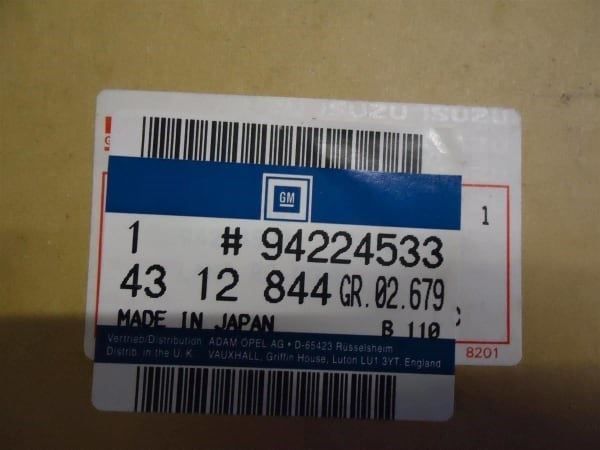 ISUZU ISUZU
G
GM
1 # 94224533
1
43 12 844 GR.02.679
MADE IN JAPAN B 110
Vertrieb/Distribution ADAM OPEL AG • D-65423 Rüsselsheim
Distrib. in the U. K. VAUXHALL, Griffin House, Luton LU1 3YT. England
8201